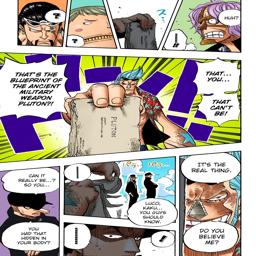 HUH?
THAT...
YOU...
THAT
CAN'T
BE!
THAT'S THE
BLUEPRINT OF
THE ANCIENT
MILITARY
WEAPON
PLUTON?!
PLUTON
IT'S THE
REAL THING.
DO YOU
BELIEVE
ME?
LUCCI,
KAKU...
YOU GUYS
SHOULD
KNOW.
CAN IT
REALLY BE...?
SO YOU...
YOU HAD
THAT HIDDEN
IN YOUR
BODY?